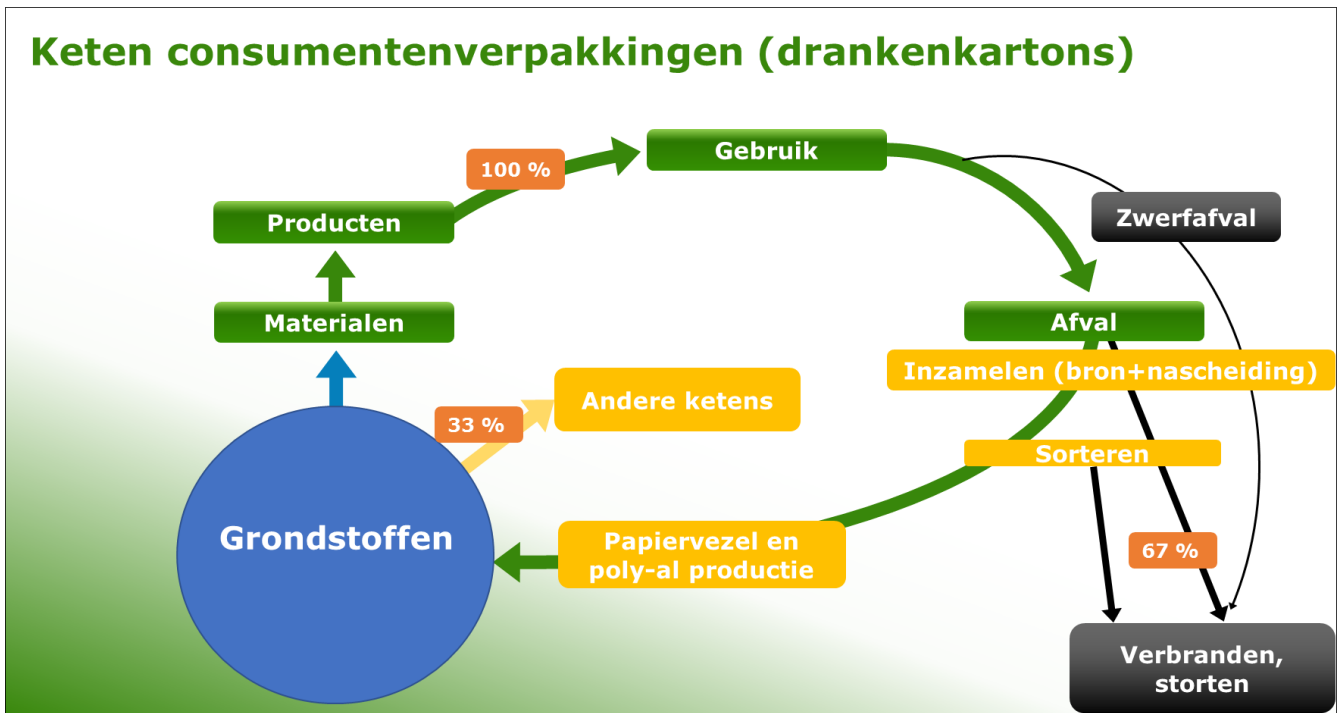 Keten consumentenverpakkingen (drankenkartons)
Gebruik
100 %
Producten
Zwerfafval
Materialen
Afval
Inzamelen (bron+nascheiding)
Andere ketens
33 %
Sorteren
Grondstoffen
Papiervezel en
poly-al productie
67 %
Verbranden,
storten